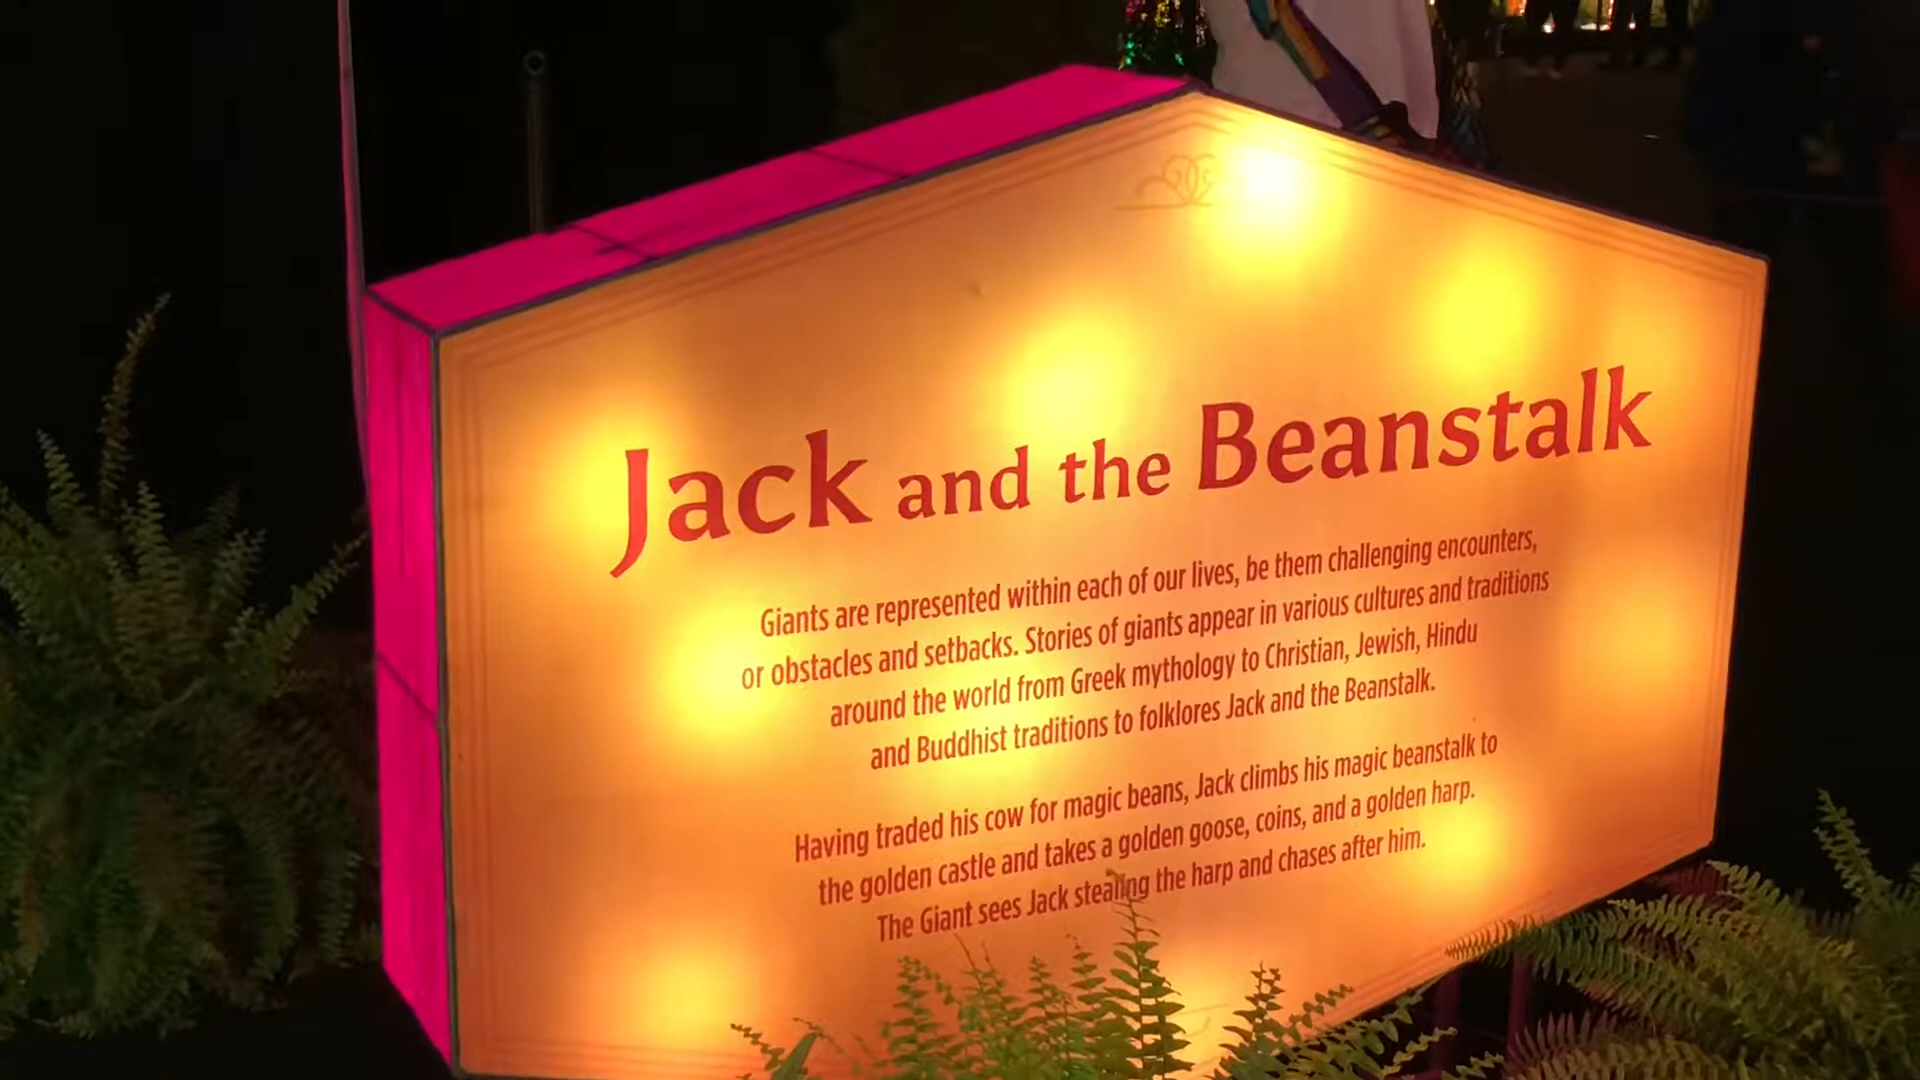 Jack and the Beanstalk
Giants are represented within each of our lives, be them challenging encounters,
or obstacles and setbacks. Stories of giants appear in various cultures and traditions
around the world from Greek mythology to Christian, Jewish, Hindu
and Buddhist traditions to folklores Jack and the Beanstalk.
Having traded his cow for magic beans, Jack climbs his magic beanstalk to
the golden castle and takes a golden goose, coins, and a golden harp.
The Giant sees Jack stealing the harp and chases after him.